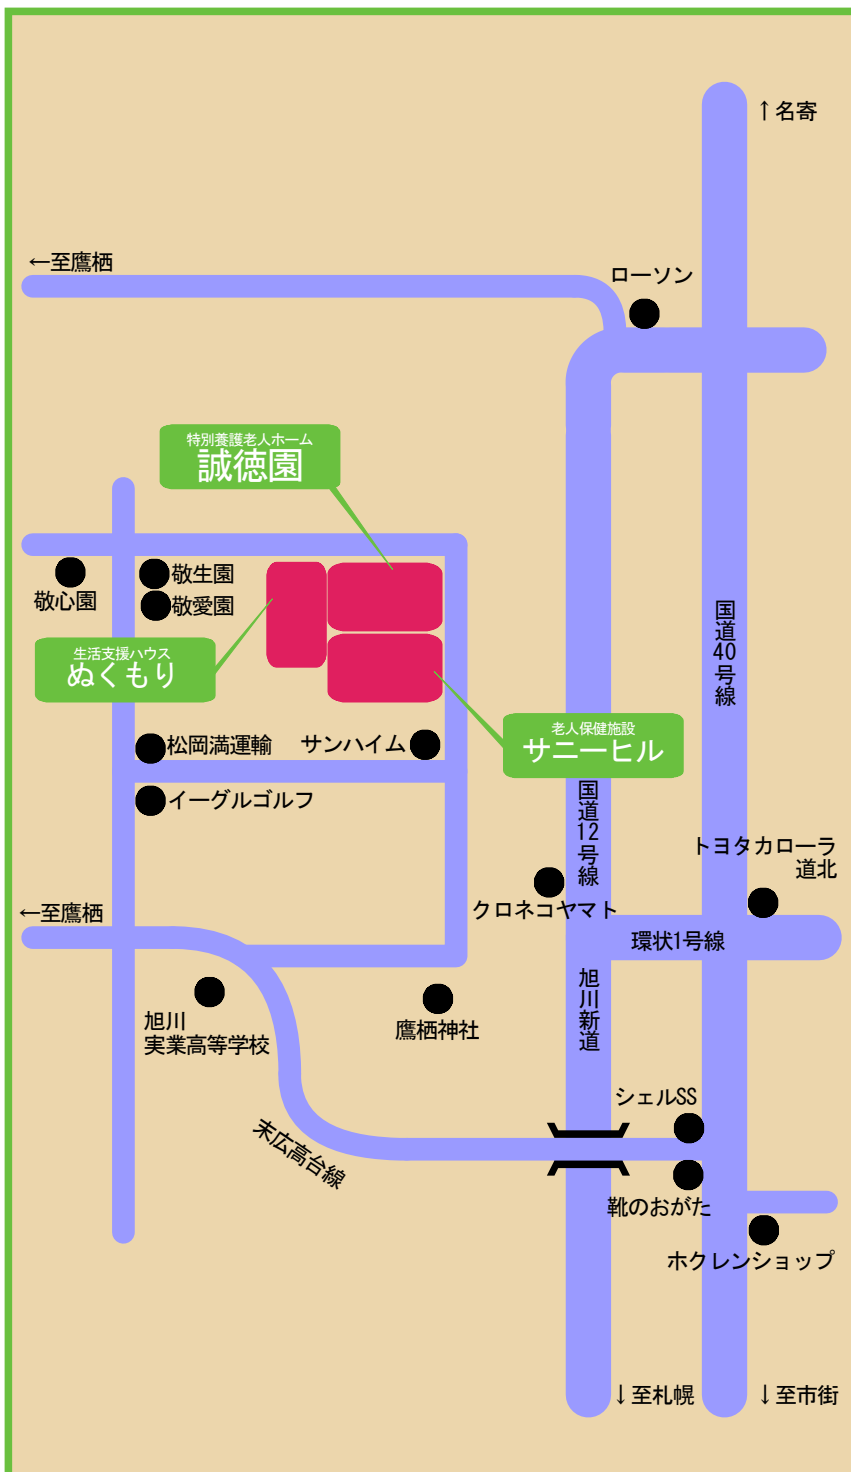 ↑名寄
←至鷹栖
ローソン
特別養護老人ホーム
誠徳園
敬心園
敬生園
敬愛園
生活支援ハウス
ぬくもり
国道40号線
松岡満運輸
サンハイム
老人保健施設
サニーヒル
イーグルゴルフ
国道12号線
トヨタカローラ
道北
クロネコヤマト
←至鷹栖
環状1号線
旭川新道
旭川
実業高等学校
鷹栖神社
シェルSS
末広高台線
靴のおがた
ホクレンショップ
↓至札幌
↓至市街